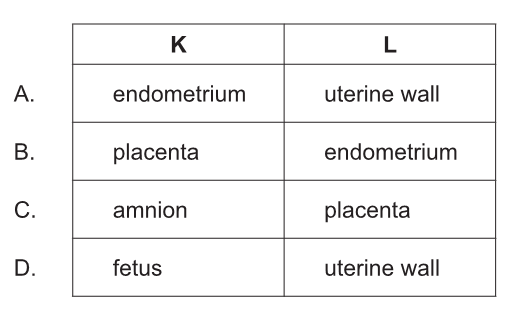 K L
A. endometrium uterine wall
B. placenta endometrium
C. amnion placenta
D. fetus uterine wall